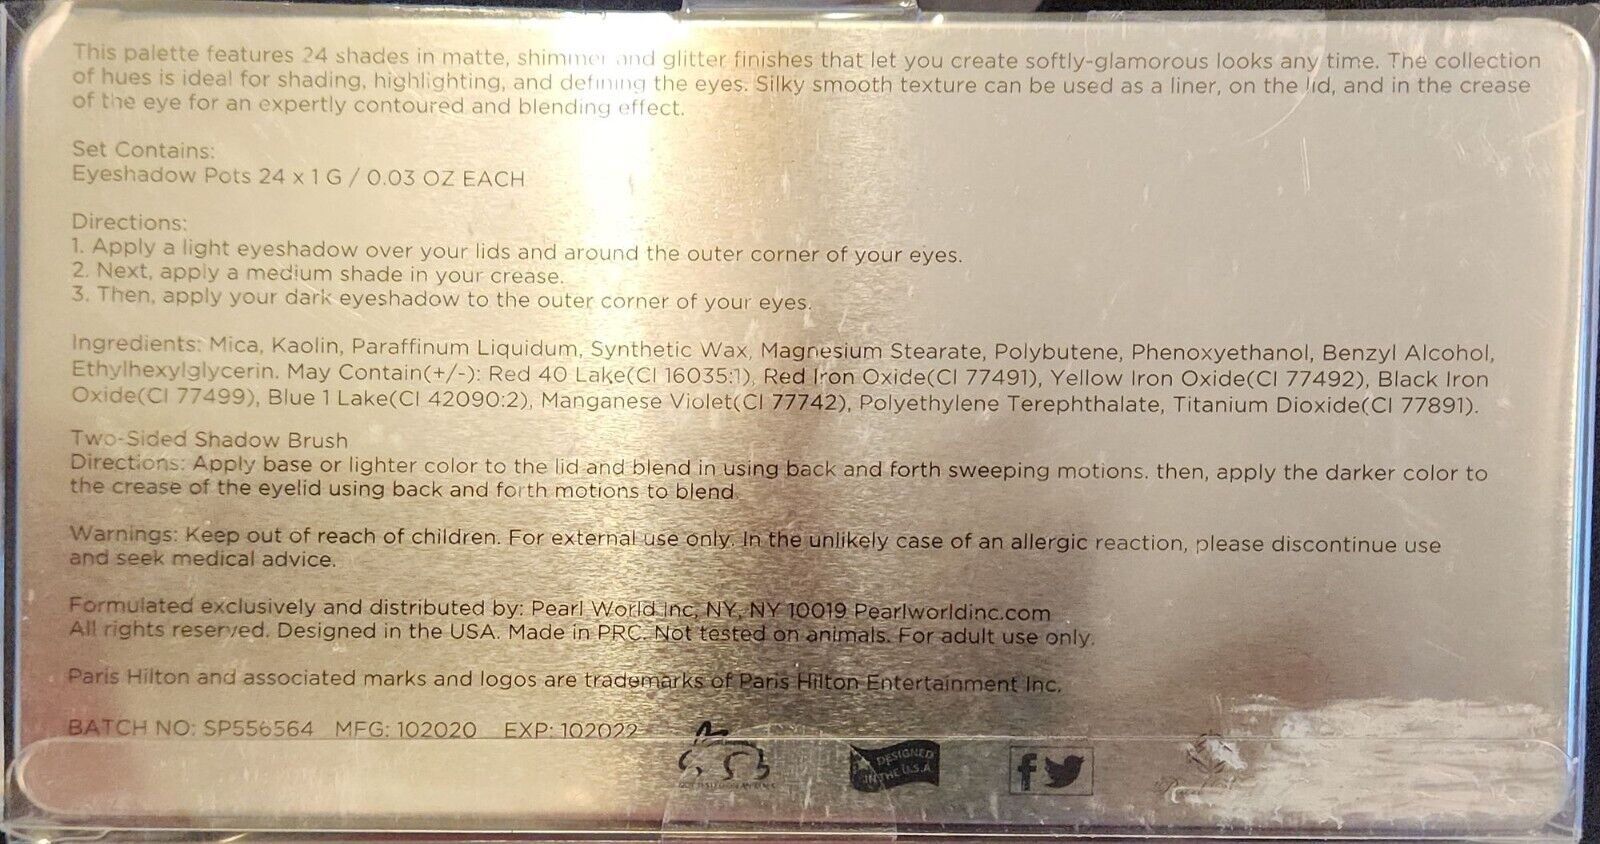 This palette features 24 shades in matte, shimmer and glitter finishes that let you create softly-glamorous looks any time. The collection
of hues is ideal for shading, highlighting, and defining the eyes. Silky smooth texture can be used as a liner, on the lid, and in the crease
of the eye for an expertly contoured and blending effect.
Set Contains:
Eyeshadow Pots 24 x 1 G / 0.03 OZ EACH
Directions:
1. Apply a light eyeshadow over your lids and around the outer corner of your eyes.
2. Next, apply a medium shade in your crease.
3. Then, apply your dark eyeshadow to the outer corner of your eyes.
Ingredients: Mica, Kaolin, Paraffinum Liquidum, Synthetic Wax, Magnesium Stearate, Polybutene, Phenoxyethanol, Benzyl Alcohol,
Ethylhexylglycerin. May Contain(+/-): Red 40 Lake(CI 16035:1), Red Iron Oxide(CI 77491), Yellow Iron Oxide(CI 77492), Black Iron
Oxide(CI 77499), Blue 1 Lake(CI 42090:2), Manganese Violet(CI 77742), Polyethylene Terephthalate, Titanium Dioxide(CI 77891).
Two-Sided Shadow Brush
Directions: Apply base or lighter color to the lid and blend in using back and forth sweeping motions. then, apply the darker color to
the crease of the eyelid using back and forth motions to blend.
Warnings: Keep out of reach of children. For external use only. In the unlikely case of an allergic reaction, please discontinue use
and seek medical advice.
Formulated exclusively and distributed by: Pearl World Inc, NY, NY 10019 Pearlworldinc.com
All rights reserved. Designed in the USA. Made in PRC. Not tested on animals. For adult use only.
Paris Hilton and associated marks and logos are trademarks of Paris Hilton Entertainment Inc.
BATCH NO: SP556564 MFG: 102020 EXP: 102022
DESIGNED
IN THE U.S.A